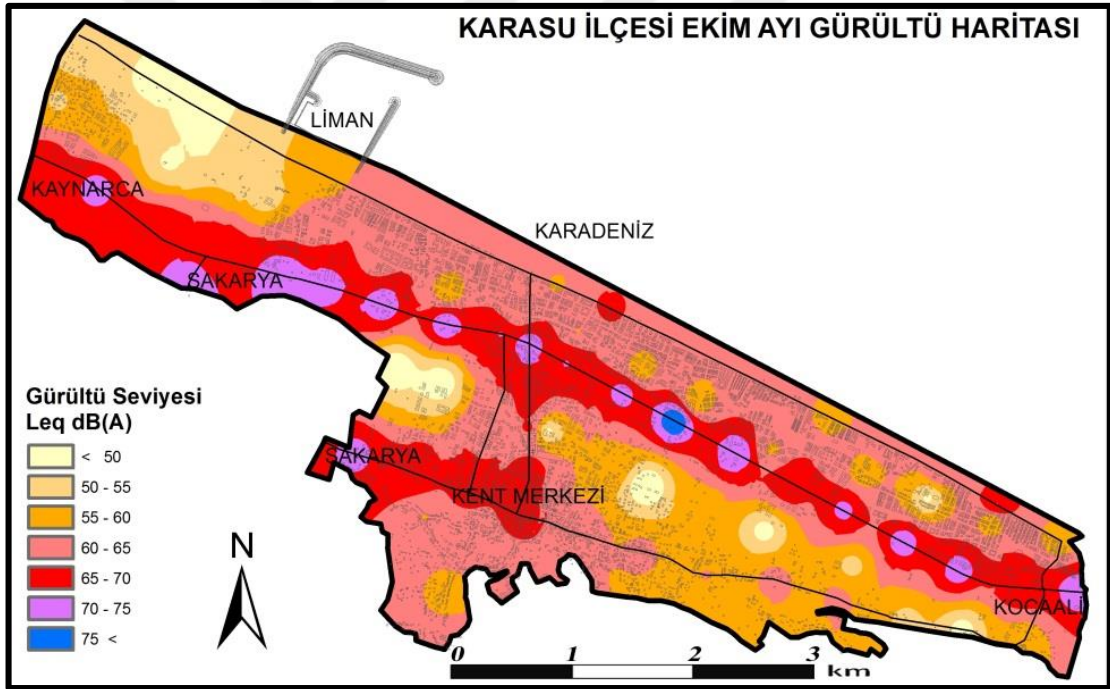 KARASU İLÇESİ EKİM AYI GÜRÜLTÜ HARİTASI
LİMAN
KAYNARCA
KARADENİZ
SAKARYA
SAKARYA
KENT MERKEZİ
KOCAALİ
Gürültü Seviyesi
Leq dB(A)
< 50
50 - 55
55 - 60
60 - 65
65 - 70
70 - 75
75 <
N
0 1 2 3
km